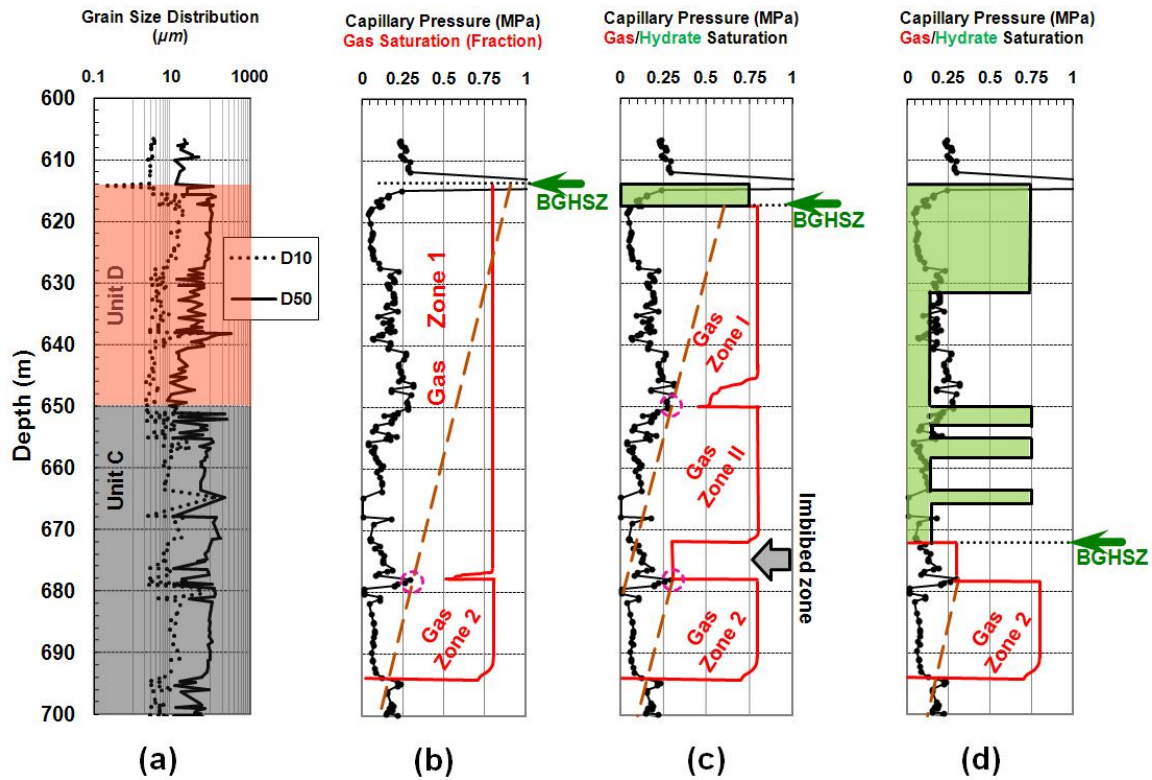 Grain Size Distribution
(µm)
0.1 10 1000
Depth (m)
600
610
620
630
640
650
660
670
680
690
700
Unit D
Unit C
D10
D50
(a)
Capillary Pressure (MPa)
Gas Saturation (Fraction)
0 0.25 0.5 0.75 1
BGHSZ
Gas Zone 1
Gas
Zone 2
(b)
Capillary Pressure (MPa)
Gas/Hydrate Saturation
0 0.25 0.5 0.75 1
BGHSZ
Gas
Zone I
Gas
Zone II
Imbibed zone
Gas
Zone 2
(c)
Capillary Pressure (MPa)
Gas/Hydrate Saturation
0 0.25 0.5 0.75 1
BGHSZ
Gas
Zone 2
(d)